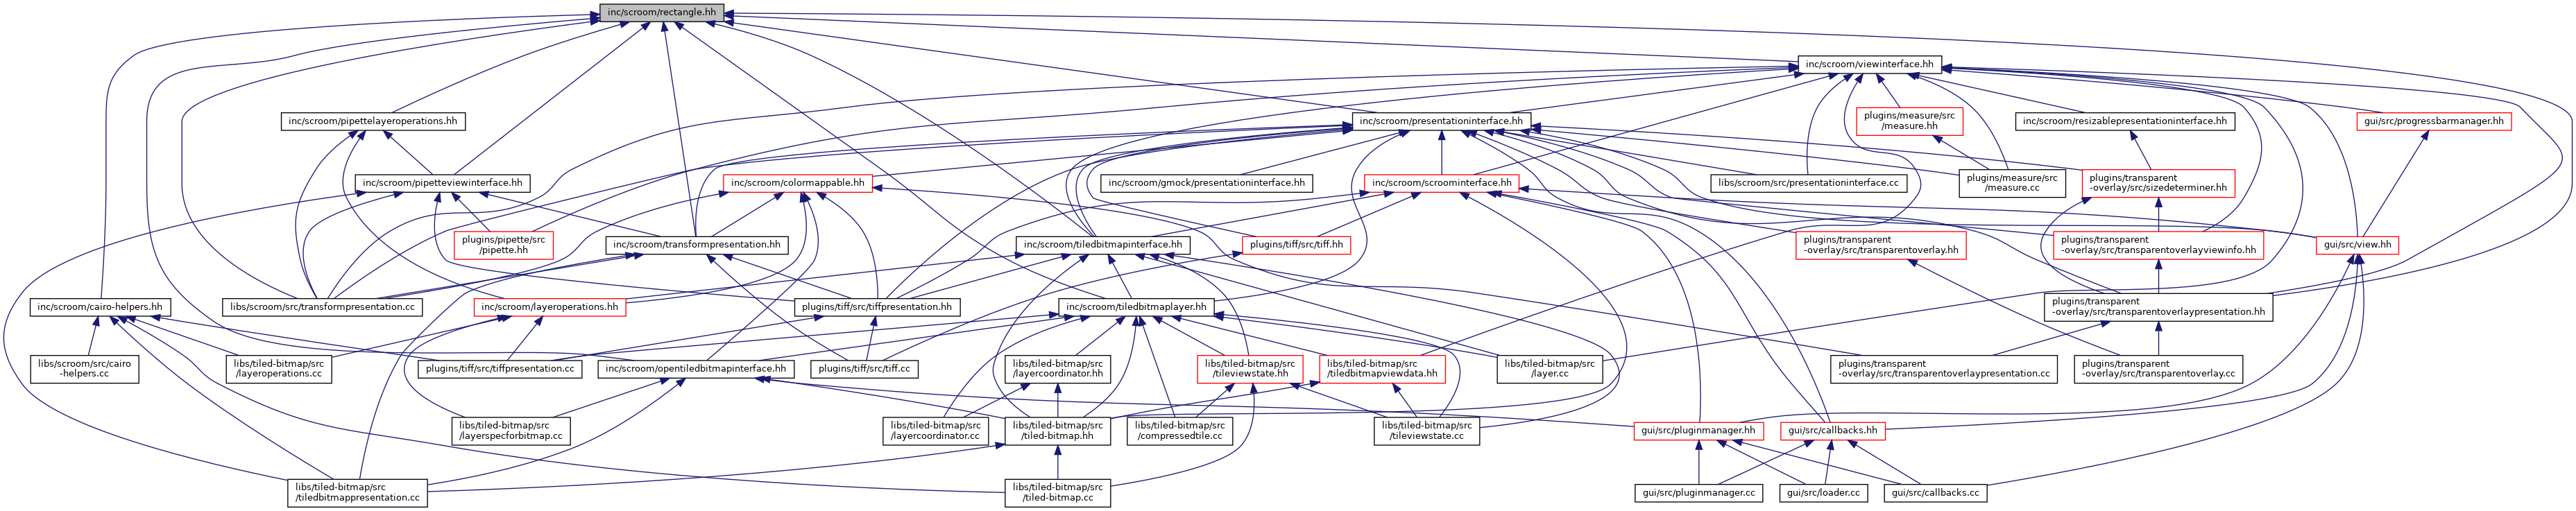 inc/scroom/rectangle.hh
inc/scroom/viewinterface.hh
inc/scroom/pipettelayeroperations.hh
inc/scroom/presentationinterface.hh
plugins/measure/src
/measure.hh
inc/scroom/resizablepresentationinterface.hh
gui/src/progressbarmanager.hh
inc/scroom/pipetteviewinterface.hh
inc/scroom/colormappable.hh
inc/scroom/gmock/presentationinterface.hh
inc/scroom/scroominterface.hh
libs/scroom/src/presentationinterface.cc
plugins/measure/src
/measure.cc
plugins/transparent
-overlay/src/sizedeterminer.hh
plugins/pipette/src
/pipette.hh
inc/scroom/transformpresentation.hh
inc/scroom/tiledbitmapinterface.hh
plugins/tiff/src/tiff.hh
plugins/transparent
-overlay/src/transparentoverlay.hh
plugins/transparent
-overlay/src/transparentoverlayviewinfo.hh
gui/src/view.hh
inc/scroom/cairo-helpers.hh
libs/scroom/src/transformpresentation.cc
inc/scroom/layeroperations.hh
plugins/tiff/src/tiffpresentation.hh
inc/scroom/tiledbitmaplayer.hh
plugins/transparent
-overlay/src/transparentoverlaypresentation.hh
libs/scroom/src/cairo
-helpers.cc
libs/tiled-bitmap/src
/layeroperations.cc
plugins/tiff/src/tiffpresentation.cc
inc/scroom/opentiledbitmapinterface.hh
plugins/tiff/src/tiff.cc
libs/tiled-bitmap/src
/layercoordinator.hh
libs/tiled-bitmap/src
/tileviewstate.hh
libs/tiled-bitmap/src
/tiledbitmapviewdata.hh
libs/tiled-bitmap/src
/layer.cc
plugins/transparent
-overlay/src/transparentoverlaypresentation.cc
plugins/transparent
-overlay/src/transparentoverlay.cc
libs/tiled-bitmap/src
/layerspecforbitmap.cc
libs/tiled-bitmap/src
/layercoordinator.cc
libs/tiled-bitmap/src
/tiled-bitmap.hh
libs/tiled-bitmap/src
/compressedtile.cc
libs/tiled-bitmap/src
/tileviewstate.cc
gui/src/pluginmanager.hh
gui/src/callbacks.hh
libs/tiled-bitmap/src
/tiledbitmappresentation.cc
libs/tiled-bitmap/src
/tiled-bitmap.cc
gui/src/pluginmanager.cc
gui/src/loader.cc
gui/src/callbacks.cc